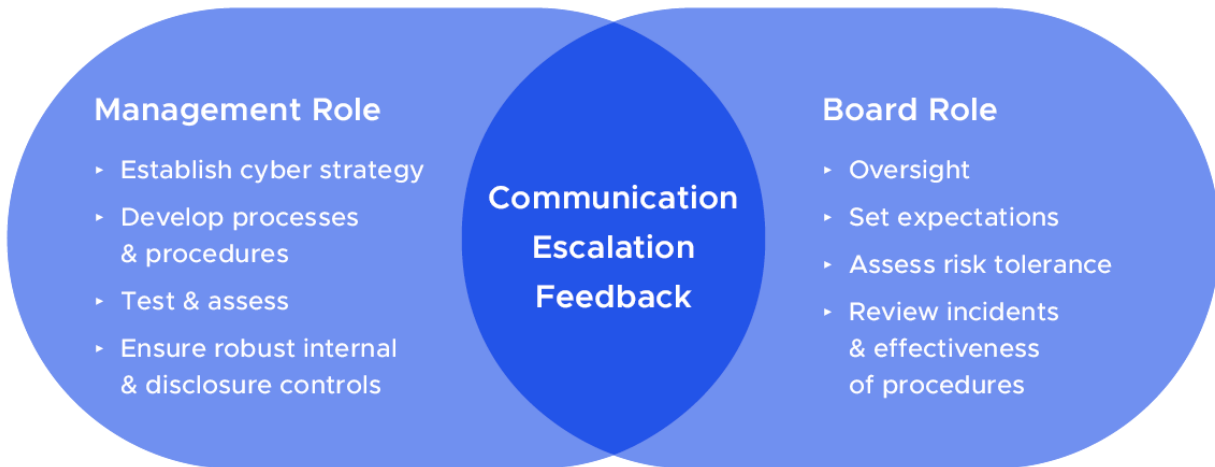 Management Role
▸ Establish cyber strategy
▸ Develop processes
& procedures
▸ Test & assess
▸ Ensure robust internal
& disclosure controls
Communication
Escalation
Feedback
Board Role
▸ Oversight
▸ Set expectations
▸ Assess risk tolerance
▸ Review incidents
& effectiveness
of procedures